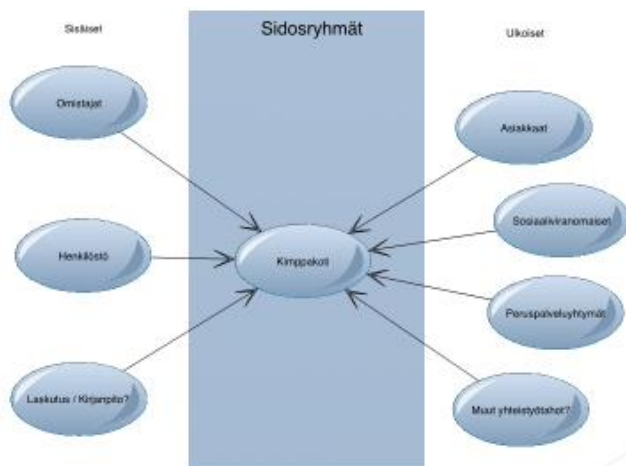 Sisäiset
Sidosryhmät
Ulkoiset
Omistajat
Asiakkaat
Sosiaaliviranomaiset
Henkilöstö
Kimppakoti
Peruspalveluyhtymät
Laskutus / Kirjanpito?
Muut yhteistyötahot?